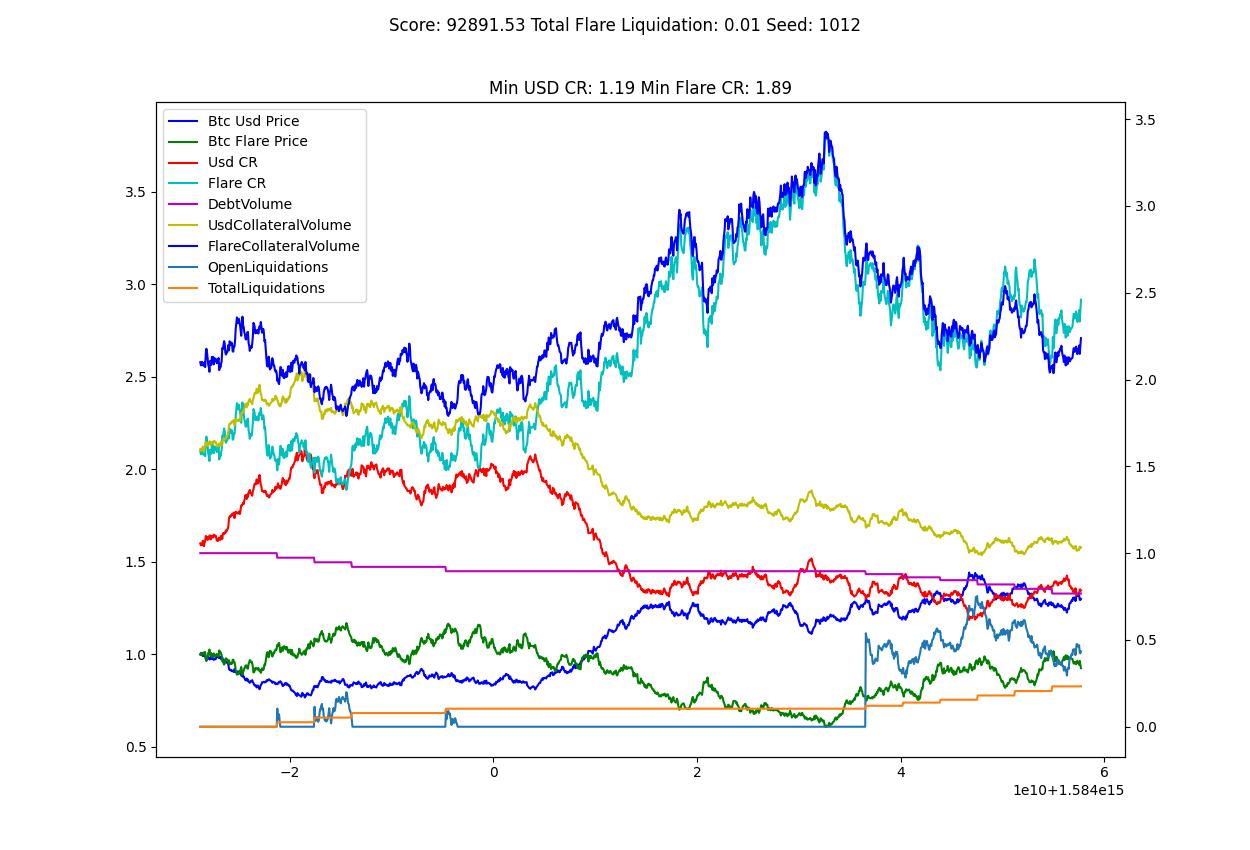 Score: 92891.53 Total Flare Liquidation: 0.01 Seed: 1012
Min USD CR: 1.19 Min Flare CR: 1.89
Btc Usd Price
Btc Flare Price
Usd CR
Flare CR
DebtVolume
UsdCollateralVolume
FlareCollateralVolume
OpenLiquidations
TotalLiquidations
3.5
3.0
2.5
2.0
1.5
1.0
0.5
3.5
3.0
2.5
2.0
1.5
1.0
0.5
0.0
−2 0 2 4 6
1e10+1.584e15